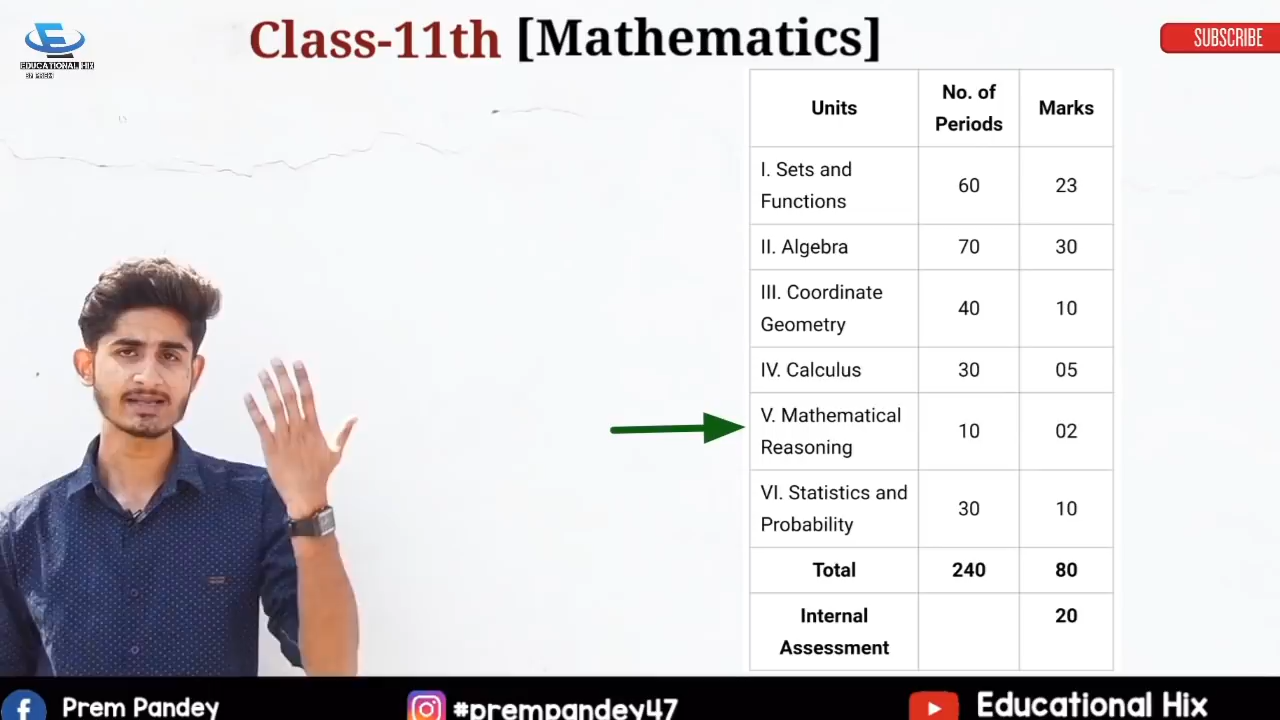 EDUCATIONAL HIX
BY PREM
Class-11th [Mathematics]
SUBSCRIBE
Units No. of Periods Marks
I. Sets and Functions 60 23
II. Algebra 70 30
III. Coordinate Geometry 40 10
IV. Calculus 30 05
V. Mathematical Reasoning 10 02
VI. Statistics and Probability 30 10
Total 240 80
Internal Assessment 20
Prem Pandey
#prempandey47
Educational Hix